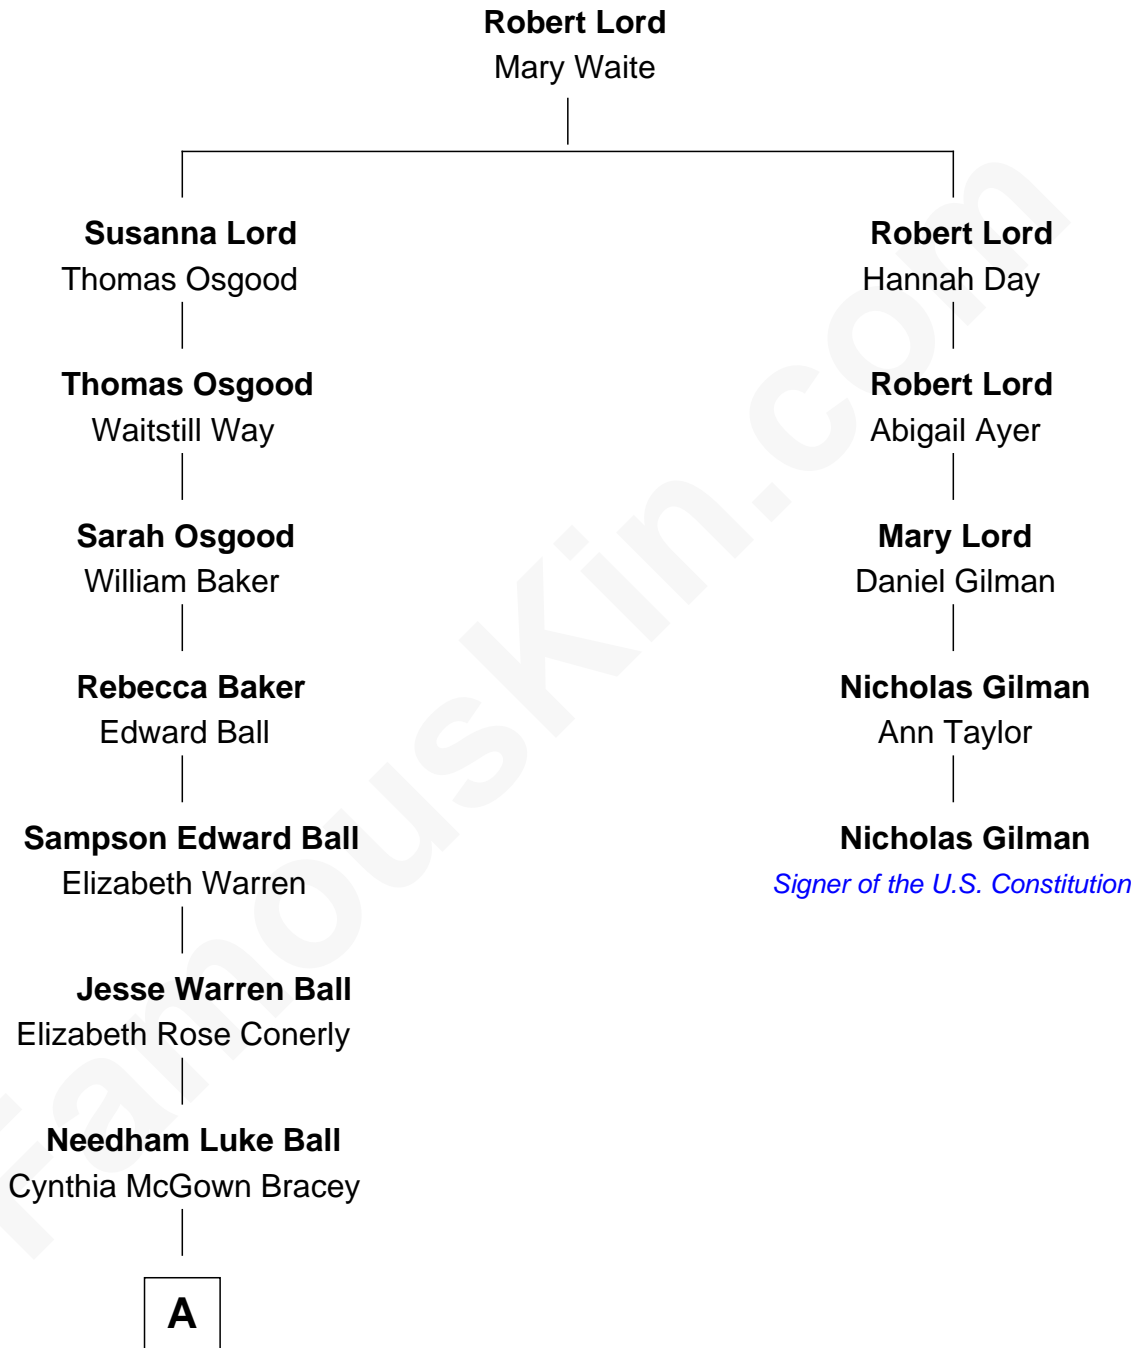 Robert Lord
Mary Waite
Susanna Lord
Thomas Osgood
Robert Lord
Hannah Day
Thomas Osgood
Waitstill Way
Robert Lord
Abigail Ayer
Sarah Osgood
William Baker
Mary Lord
Daniel Gilman
Rebecca Baker
Edward Ball
Nicholas Gilman
Ann Taylor
Sampson Edward Ball
Elizabeth Warren
Nicholas Gilman
Signer of the U.S. Constitution
Jesse Warren Ball
Elizabeth Rose Conerly
Needham Luke Ball
Cynthia McGown Bracey
A
FamousKin.com